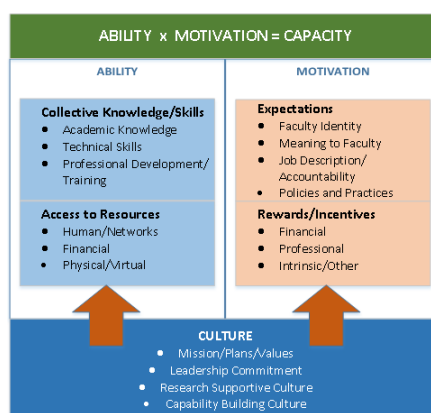 ABILITY x MOTIVATION = CAPACITY
ABILITY
Collective Knowledge/Skills
● Academic Knowledge
● Technical Skills
● Professional Development/
Training
Access to Resources
● Human/Networks
● Financial
• Physical/Virtual
MOTIVATION
Expectations
● Faculty Identity
● Meaning to Faculty
● Job Description/
Accountability
• Policies and Practices
Rewards/Incentives
● Financial
● Professional
● Intrinsic/Other
CULTURE
● Mission/Plans/Values
● Leadership Commitment
● Research Supportive Culture
• Capability Building Culture